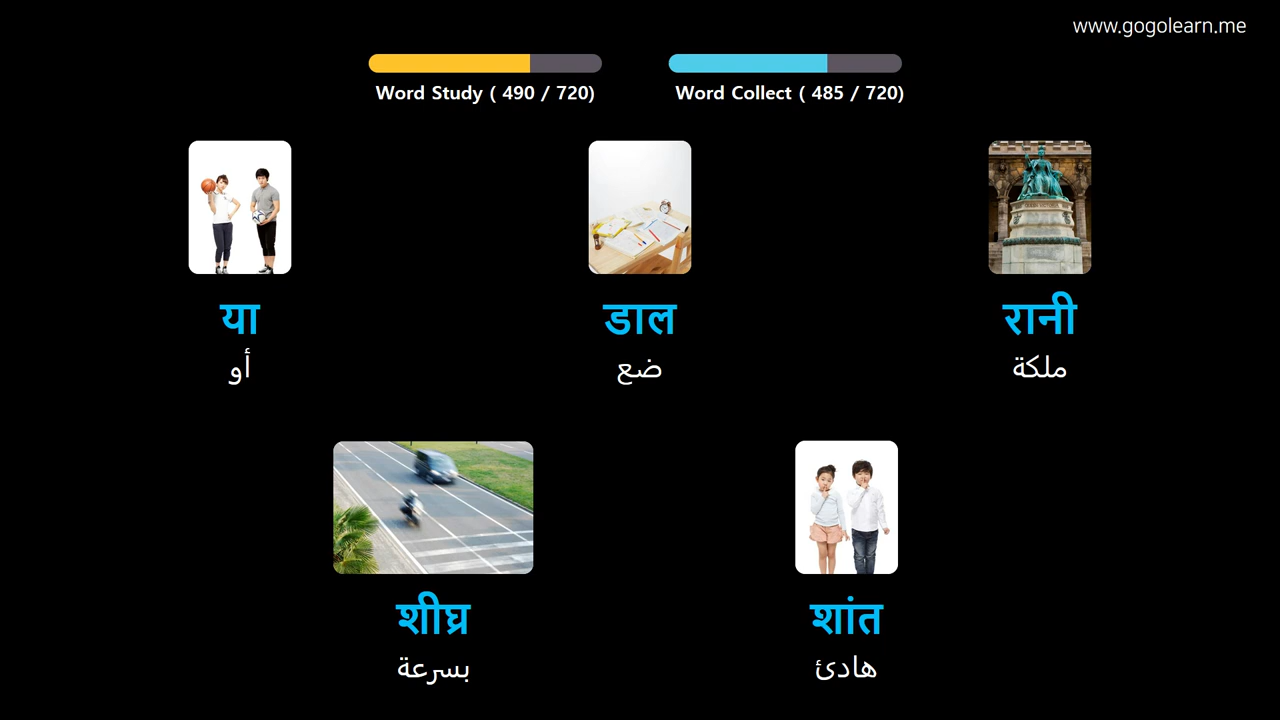 www.gogolearn.me
Word Study ( 490 / 720)
Word Collect ( 485 / 720)
या
أو
डाल
ضع
रानी
ملكة
शीघ्र
بسرعة
शांत
هادئ